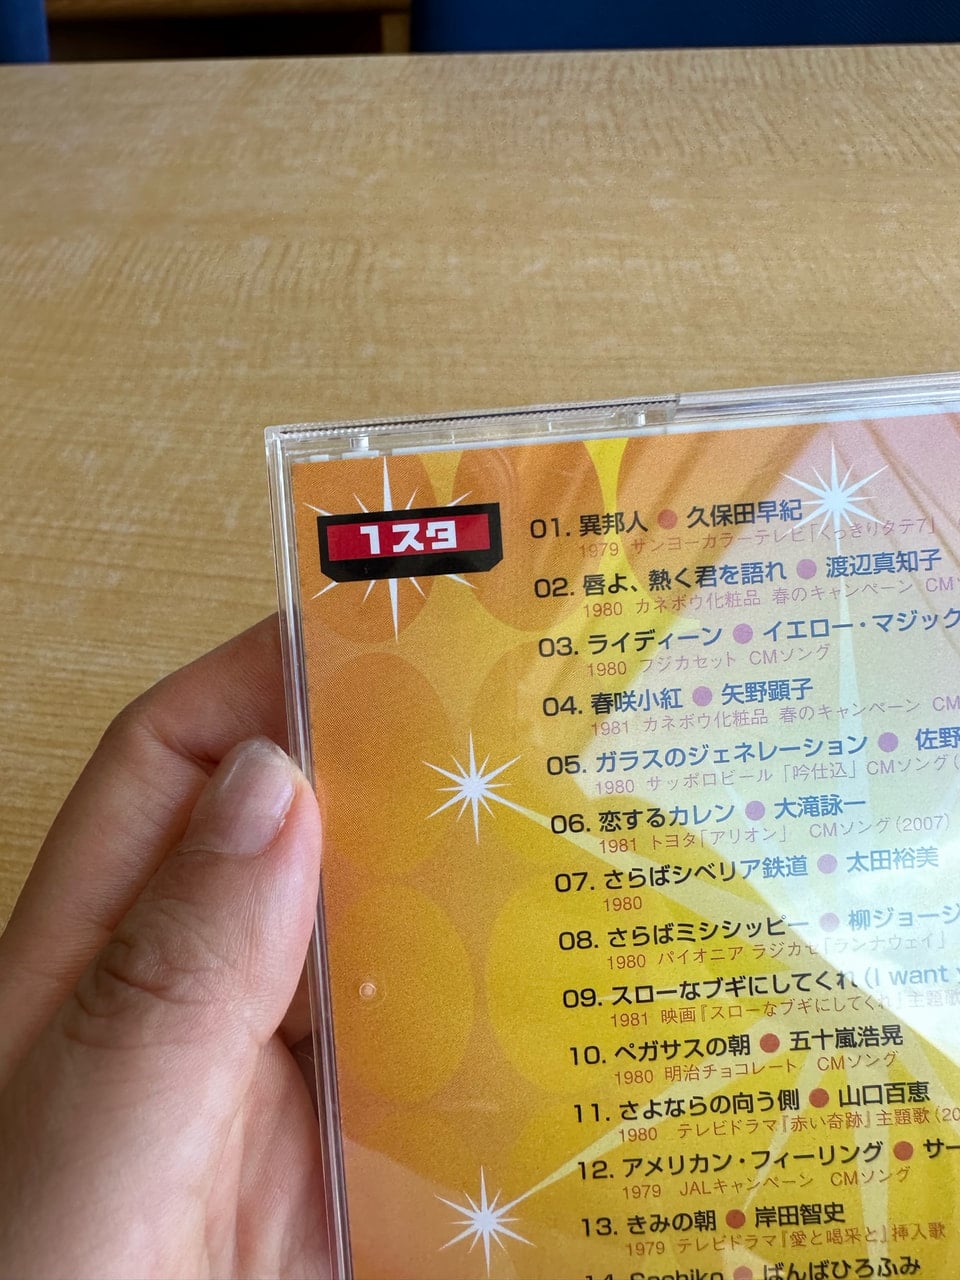 1スタ
01. 異邦人 ● 久保田早紀
1979 サンヨーカラーテレビ「くっきりタテ7」
02. 唇よ、熱く君を語れ ● 渡辺真知子
1980 カネボウ化粧品 春のキャンペーン CM
03. ライディーン ● イエロー・マジック
1980 フジカセット CMソング
04. 春咲小紅 ● 矢野顕子
1981 カネボウ化粧品 春のキャンペーン CM
05. ガラスのジェネレーション ● 佐野
1980 サッポロビール「吟仕込」CMソング(
06. 恋するカレン ● 大滝詠一
1981 トヨタ「アリオン」 CMソング(2007)
07. さらばシベリア鉄道 ● 太田裕美
1980
08. さらばミシシッピー ● 柳ジョージ
1980 パイオニア ラジカセ「ランナウェイ」
09. スローなブギにしてくれ (I want
1981 映画『スローなブギにしてくれ』主題歌
10. ペガサスの朝 ● 五十嵐浩晃
1980 明治チョコレート CMソング
11. さよならの向う側 ● 山口百恵
1980 テレビドラマ『赤い奇跡』主題歌(20
12. アメリカン・フィーリング ● サー
1979 JALキャンペーン CMソング
13. きみの朝 ● 岸田智史
1979 テレビドラマ『愛と喝采と』挿入歌
14. Sachiko ● ばんばひろふみ